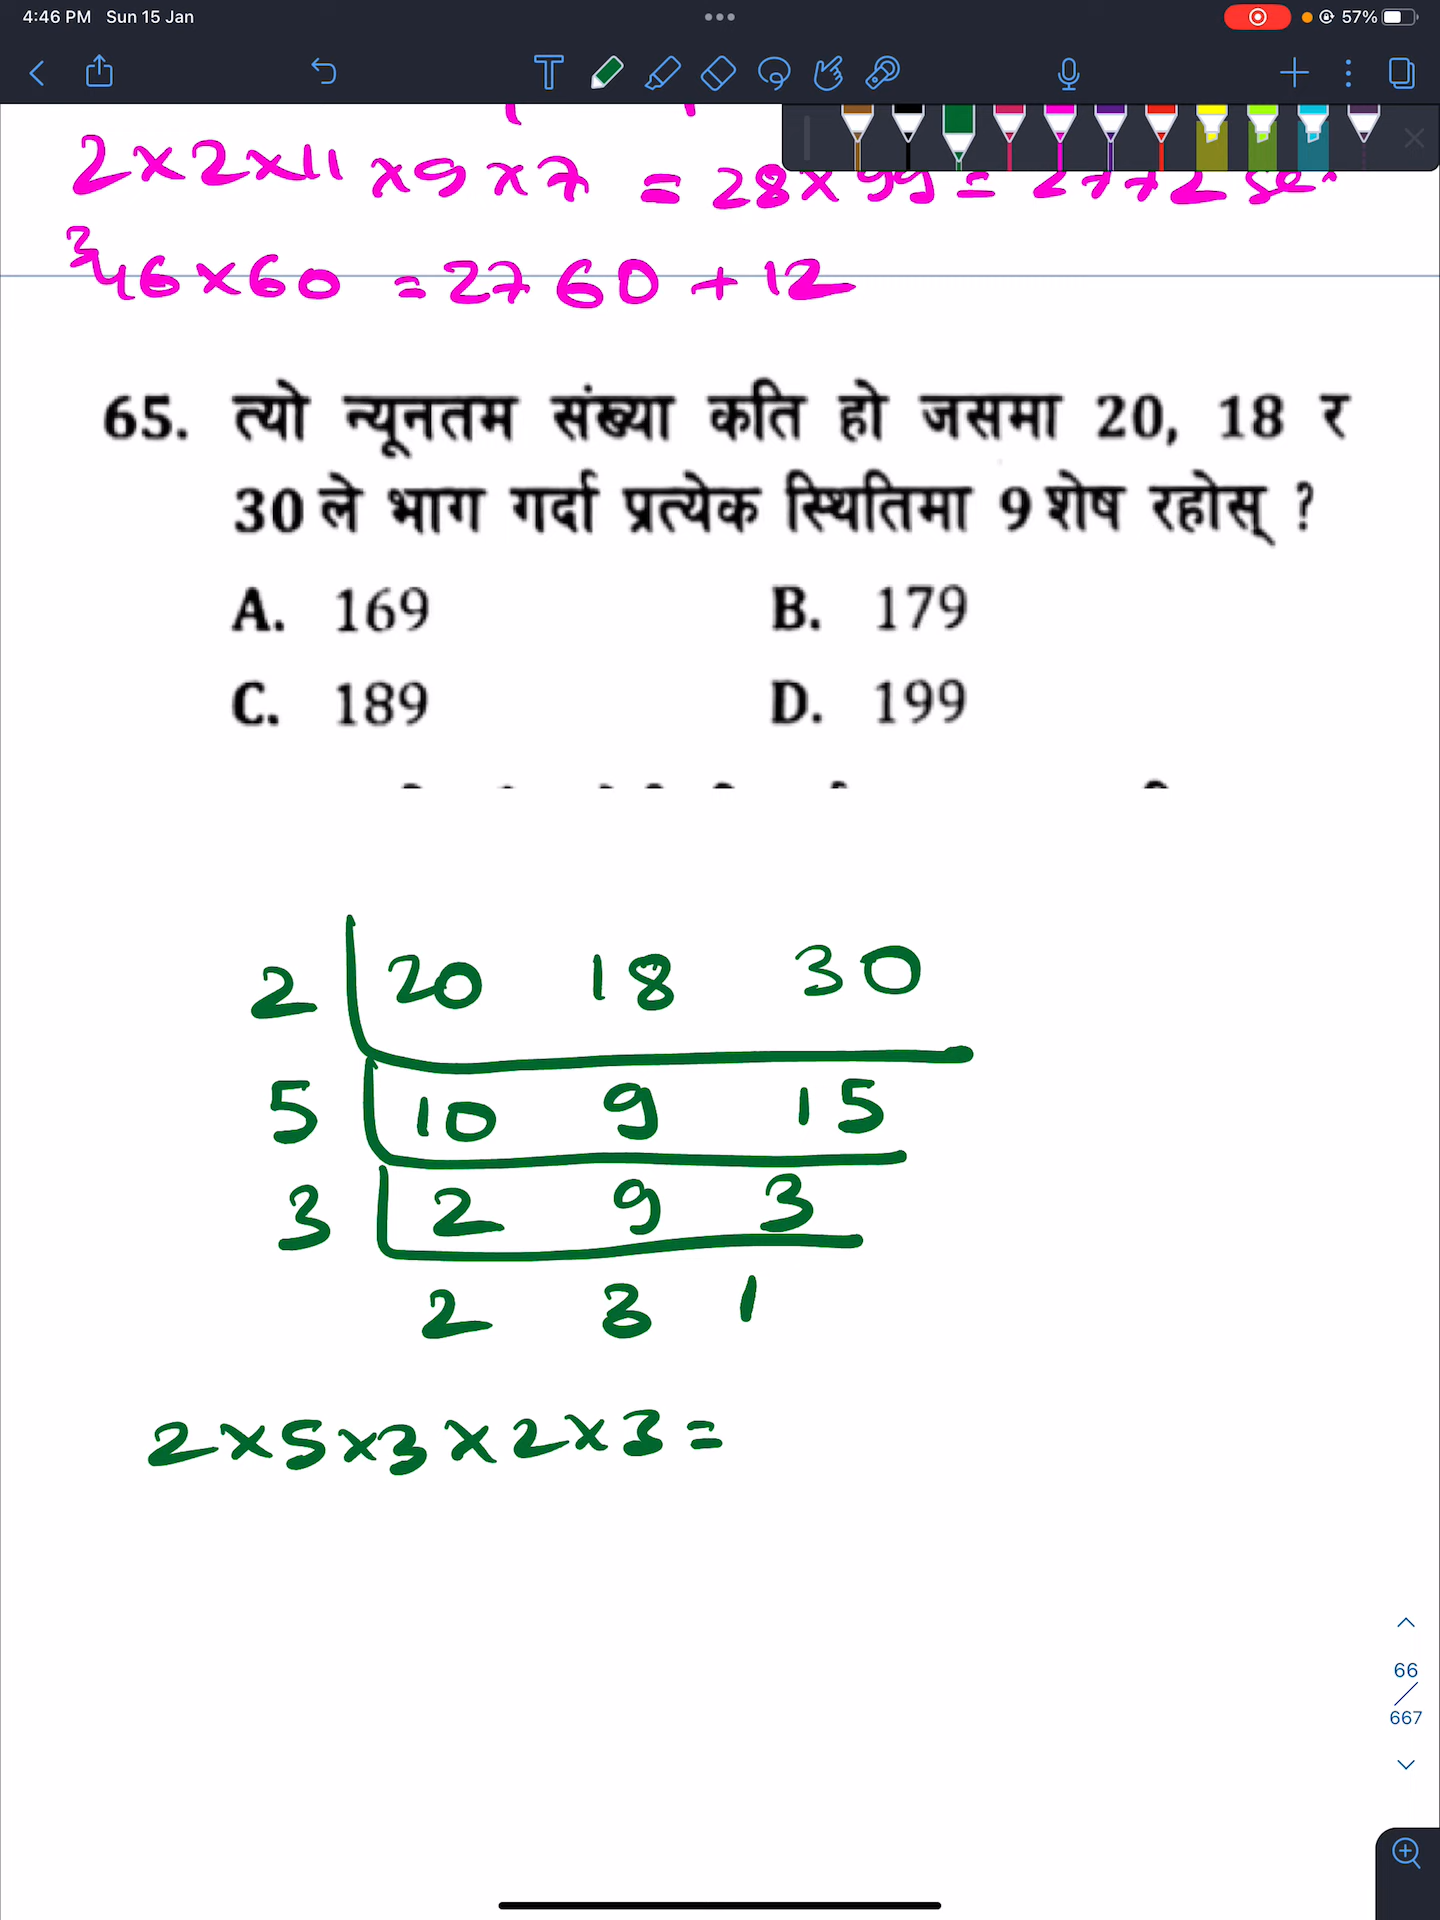 4:46 PM Sun 15 Jan
57%
2×2×11×9×7 = 28×99 = 2772
46×60 = 2760 + 12
65. त्यो न्यूनतम संख्या कति हो जसमा 20, 18 र
30 ले भाग गर्दा प्रत्येक स्थितिमा 9 शेष रहोस् ?
A. 169 B. 179
C. 189 D. 199
2 20 18 30
5 10 9 15
3 2 9 3
2 3 1
2×5×3×2×3=
66
/
667